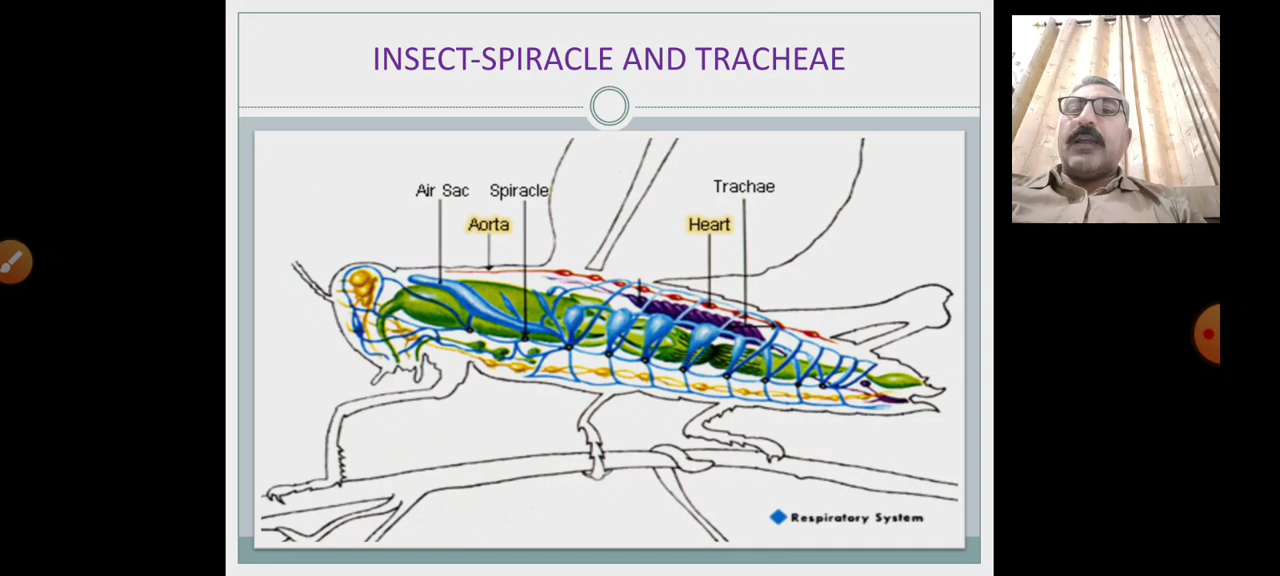 INSECT-SPIRACLE AND TRACHEAE
Air Sac Spiracle Trachae
Aorta Heart
Respiratory System